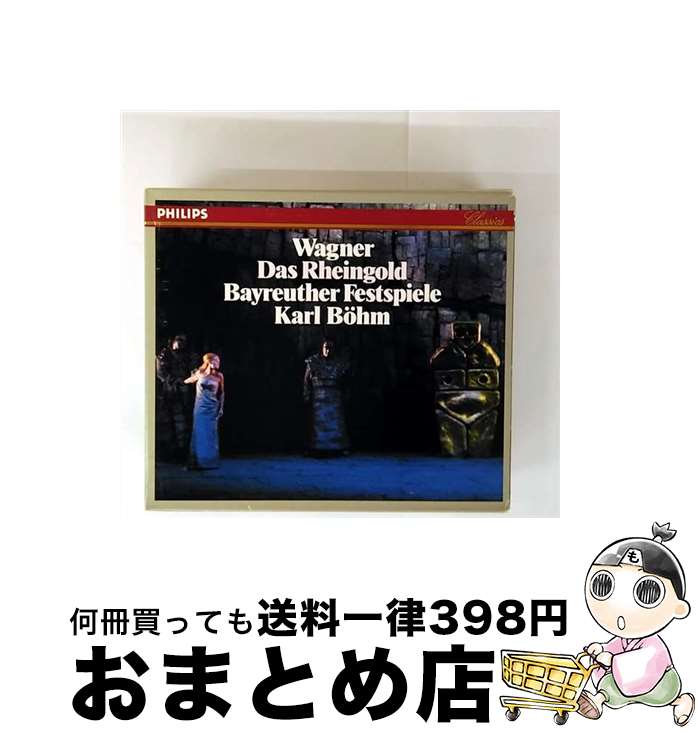 PHILIPS
Classics
Wagner
Das Rheingold
Bayreuther Festspiele
Karl Böhm
も
何冊買っても送料一律398円
おまとめ店